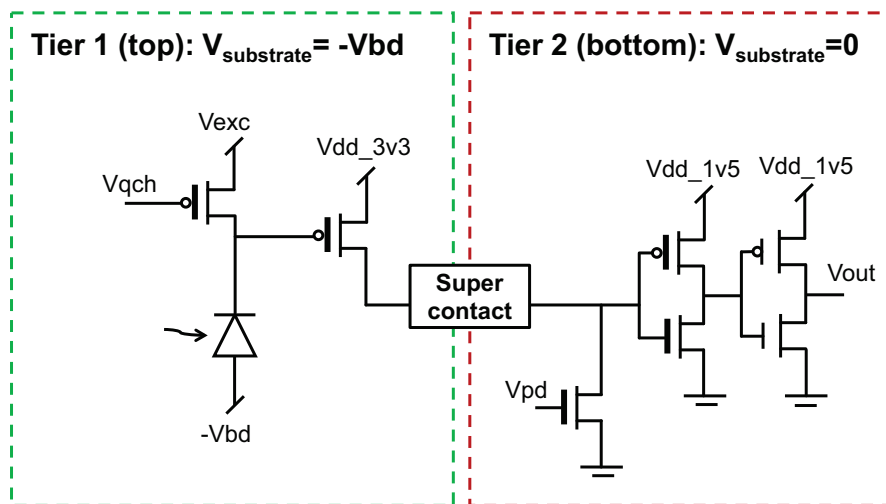 Tier 1 (top): Vsubstrate= -Vbd
Tier 2 (bottom): Vsubstrate=0
Vexc
Vdd_3v3
Vqch
-Vbd
Super
contact
Vdd_1v5
Vdd_1v5
Vout
Vpd